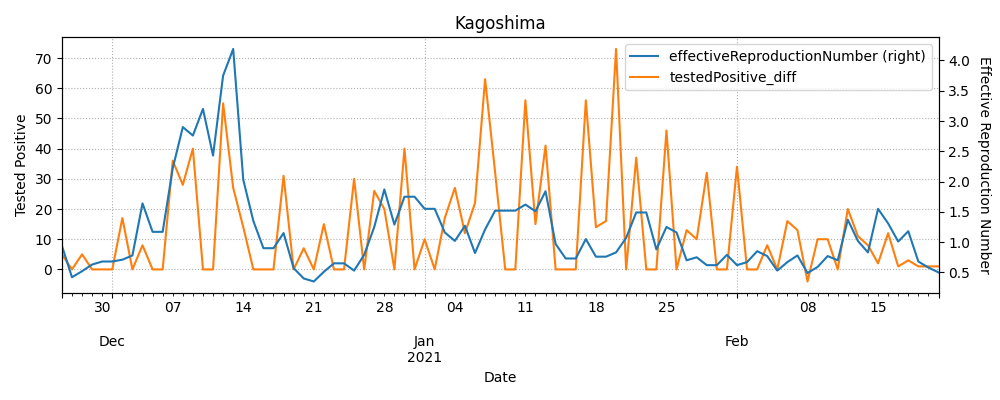 Kagoshima
effectiveReproductionNumber (right)
testedPositive_diff
Tested Positive
70
60
50
40
30
20
10
0
4.0
3.5
3.0
2.5
2.0
1.5
1.0
0.5
Effective Reproduction Number
30 07 14 21 28 04 11 18 25 08 15
Dec Jan Feb
2021
Date